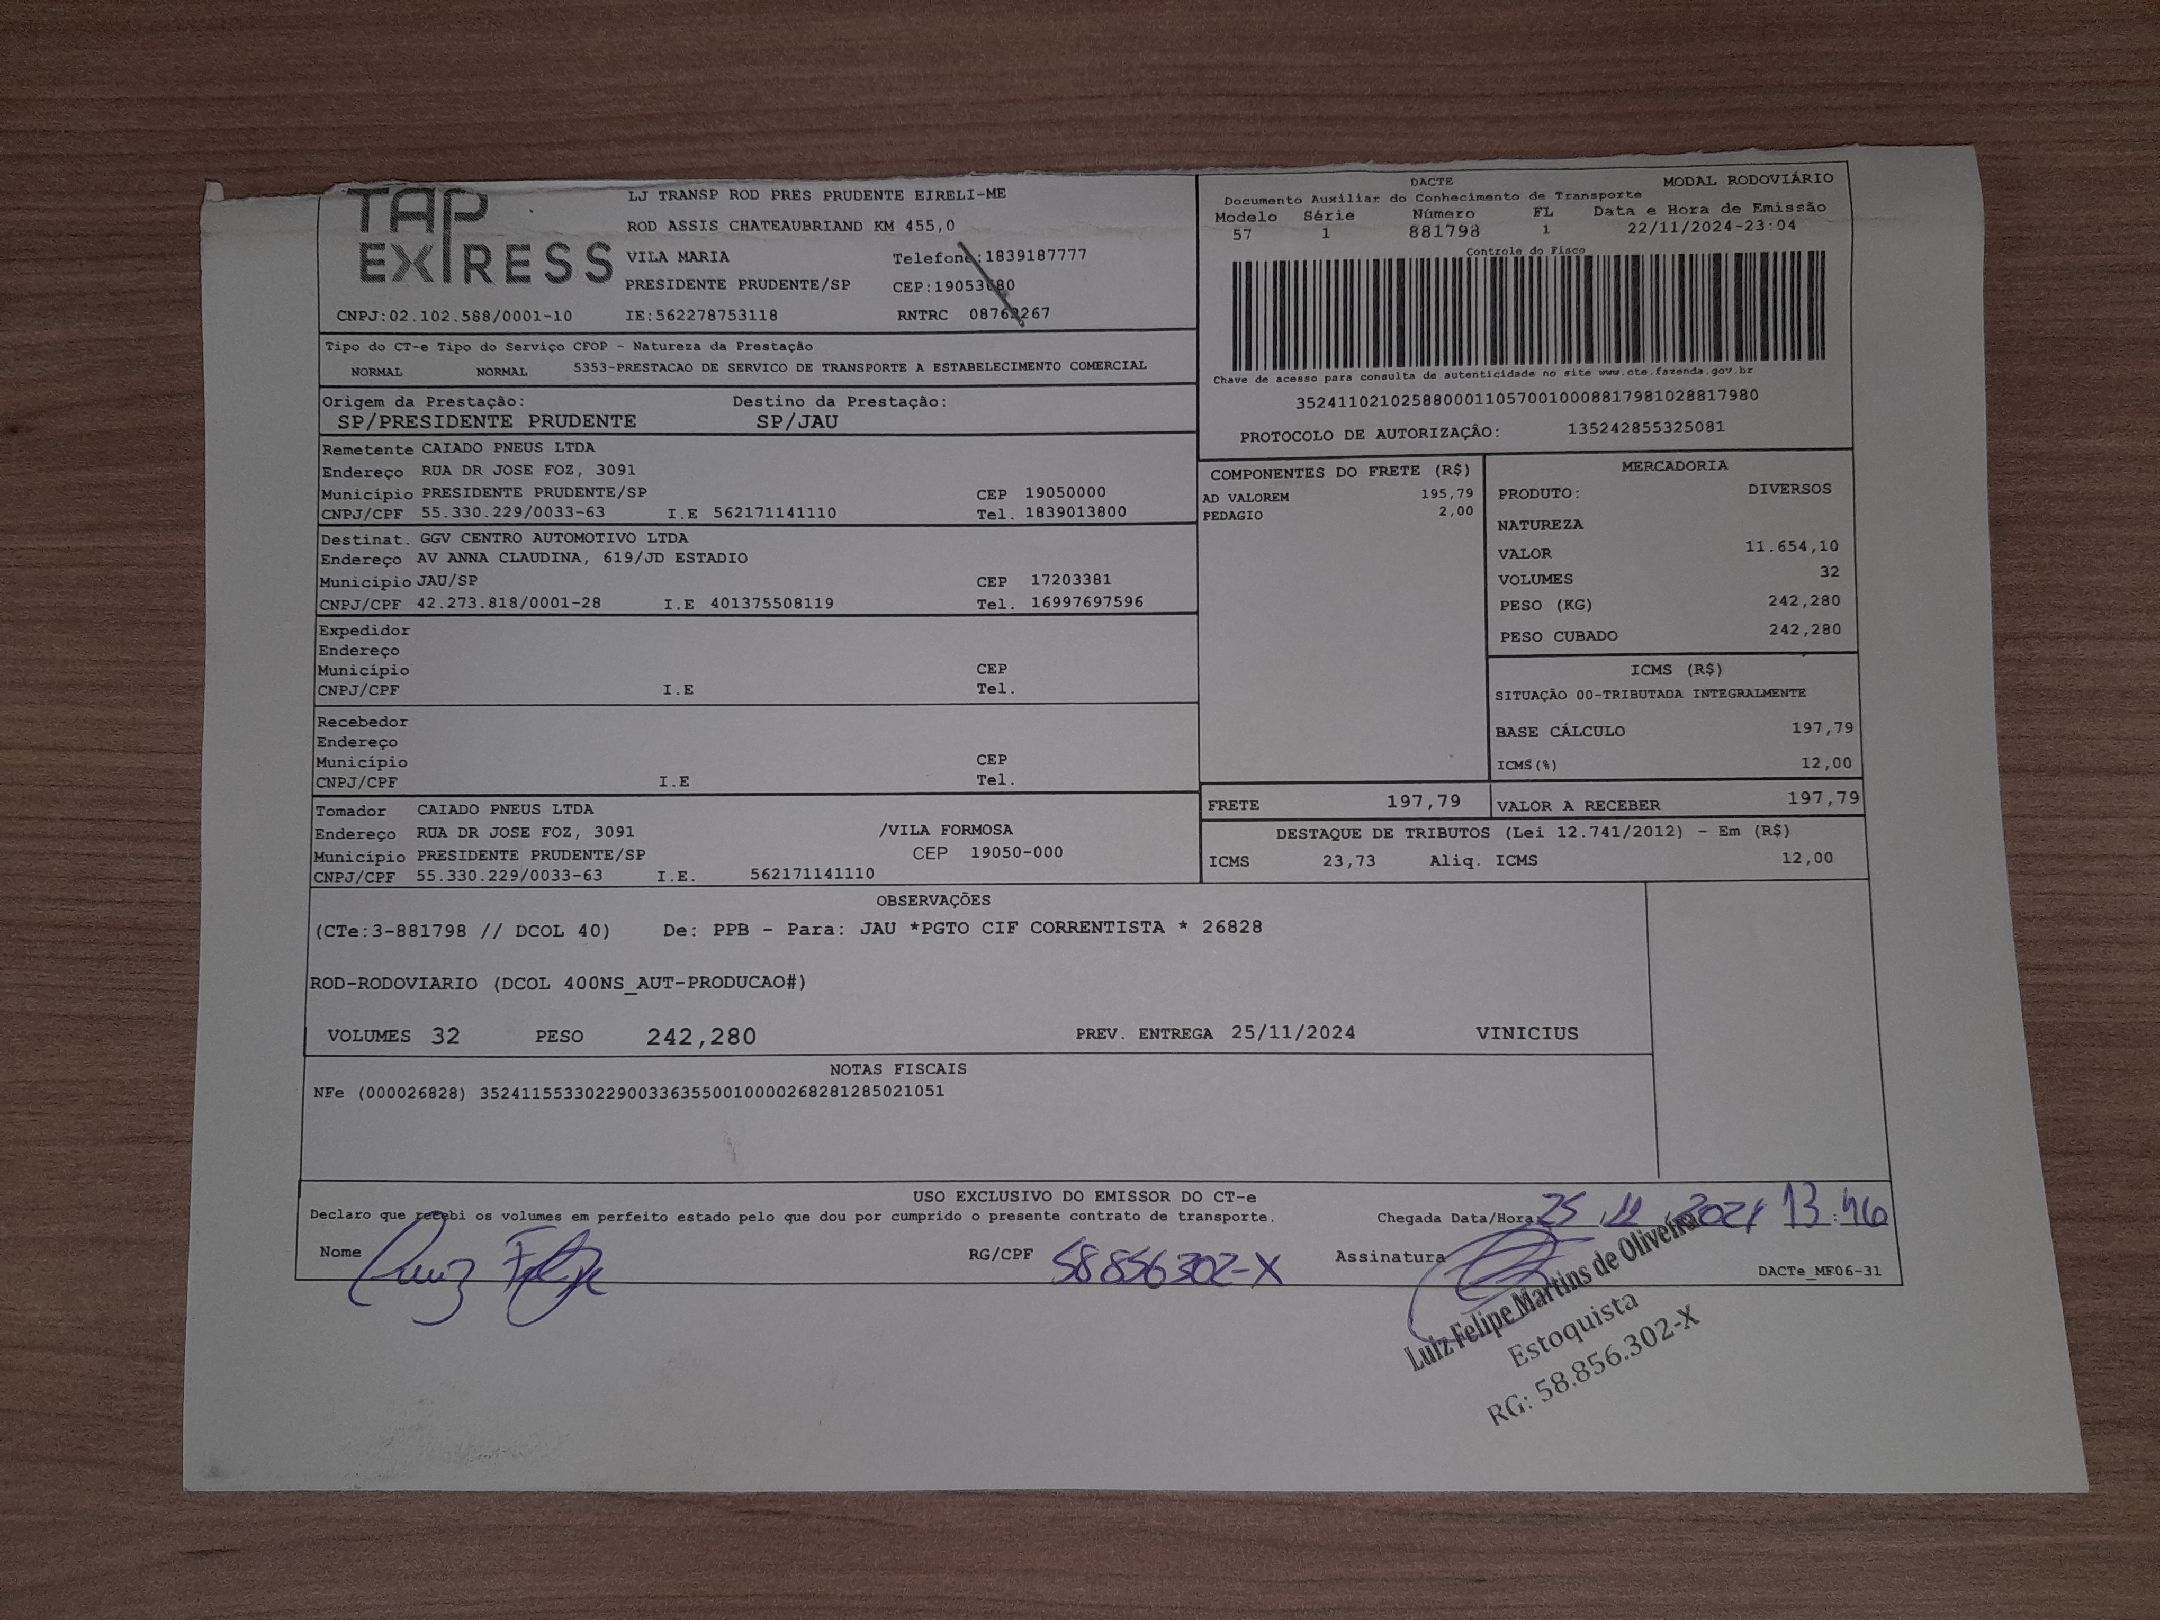 TAP EXPRESS
LJ TRANSP ROD PRES PRUDENTE EIRELI-ME
ROD ASSIS CHATEAUBRIAND KM 455,0
VILA MARIA Telefone:1839187777
PRESIDENTE PRUDENTE/SP CEP:19053680
CNPJ:02.102.588/0001-10 IE:562278753118 RNTRC
Tipo do CT-e Tipo do Serviço CFOP - Natureza da Prestação
NORMAL NORMAL 5353-PRESTACAO DE SERVICO DE TRANSPORTE A ESTABELECIMENTO COMERCIAL
Origem da Prestação: Destino da Prestação:
SP/PRESIDENTE PRUDENTE SP/JAU
Remetente CAIADO PNEUS LTDA
Endereço RUA DR JOSE FOZ, 3091
Município PRESIDENTE PRUDENTE/SP CEP 19050000
CNPJ/CPF 55.330.229/0033-63 I.E 562171141110 Tel. 1839013800
Destinat. GGV CENTRO AUTOMOTIVO LTDA
Endereço AV ANNA CLAUDINA, 619/JD ESTADIO
Município JAU/SP CEP 17203381
CNPJ/CPF 42.273.818/0001-28 I.E 401375508119 Tel. 16997697596
Expedidor
Endereço
Município CEP
CNPJ/CPF I.E Tel.
Recebedor
Endereço
Município CEP
CNPJ/CPF I.E Tel.
Tomador CAIADO PNEUS LTDA
Endereço RUA DR JOSE FOZ, 3091 /VILA FORMOSA
Município PRESIDENTE PRUDENTE/SP CEP 19050-000
CNPJ/CPF 55.330.229/0033-63 I.E. 562171141110
DACTE MODAL RODOVIÁRIO
Documento Auxiliar do Conhecimento de Transporte
Modelo Série Número FL Data e Hora de Emissão
57 1 881798 1 22/11/2024-23:04
Controle do Fisco
Chave de acesso para consulta de autenticidade no site www.cte.fazenda.gov.br
35241102102588000110570010008817981028817980
PROTOCOLO DE AUTORIZAÇÃO: 135242855325081
COMPONENTES DO FRETE (R$)
AD VALOREM 195,79
PEDAGIO 2,00
MERCADORIA
PRODUTO: DIVERSOS
NATUREZA
VALOR 11.654,10
VOLUMES 32
PESO (KG) 242,280
PESO CUBADO 242,280
ICMS (R$)
SITUAÇÃO 00-TRIBUTADA INTEGRALMENTE
BASE CÁLCULO 197,79
ICMS(%) 12,00
FRETE 197,79 VALOR A RECEBER 197,79
DESTAQUE DE TRIBUTOS (Lei 12.741/2012) - Em (R$)
ICMS 23,73 Aliq. ICMS 12,00
OBSERVAÇÕES
(CTe:3-881798 // DCOL 40) De: PPB - Para: JAU *PGTO CIF CORRENTISTA * 26828
ROD-RODOVIARIO (DCOL 400NS_AUT-PRODUCAO#)
VOLUMES 32 PESO 242,280 PREV. ENTREGA 25/11/2024 VINICIUS
NOTAS FISCAIS
NFe (000026828) 35241155330229003363550010000268281285021051
USO EXCLUSIVO DO EMISSOR DO CT-e
Declaro que recebi os volumes em perfeito estado pelo que dou por cumprido o presente contrato de transporte. Chegada Data/Hora 25 11 2024 13:46
Nome Luiz Felipe RG/CPF 58856302-X Assinatura
DACTe_MF06-31
Luiz Felipe Martins de Oliveira
Estoquista
RG: 58.856.302-X